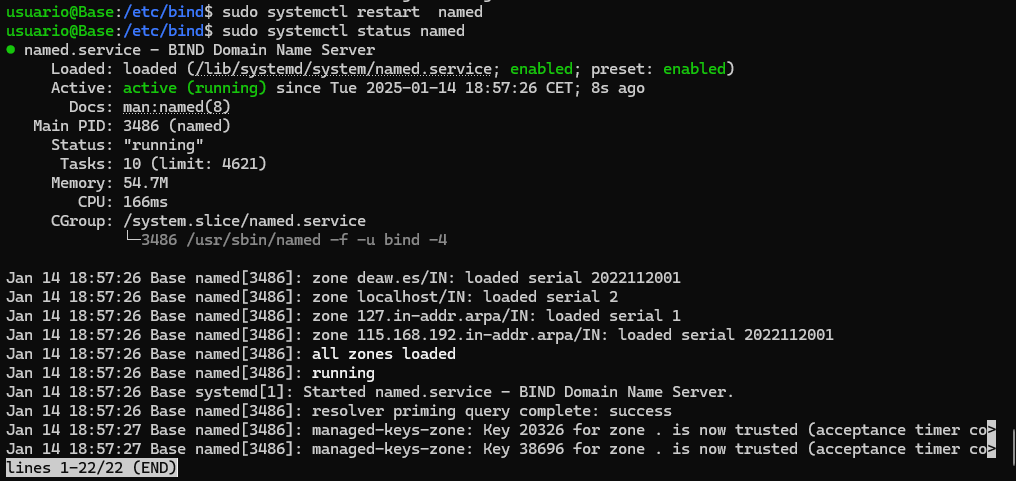 usuario@Base:/etc/bind$ sudo systemctl restart  named
usuario@Base:/etc/bind$ sudo systemctl status named
● named.service - BIND Domain Name Server
     Loaded: loaded (/lib/systemd/system/named.service; enabled; preset: enabled)
     Active: active (running) since Tue 2025-01-14 18:57:26 CET; 8s ago
       Docs: man:named(8)
   Main PID: 3486 (named)
     Status: "running"
      Tasks: 10 (limit: 4621)
     Memory: 54.7M
        CPU: 166ms
     CGroup: /system.slice/named.service
             └─3486 /usr/sbin/named -f -u bind -4

Jan 14 18:57:26 Base named[3486]: zone deaw.es/IN: loaded serial 2022112001
Jan 14 18:57:26 Base named[3486]: zone localhost/IN: loaded serial 2
Jan 14 18:57:26 Base named[3486]: zone 127.in-addr.arpa/IN: loaded serial 1
Jan 14 18:57:26 Base named[3486]: zone 115.168.192.in-addr.arpa/IN: loaded serial 2022112001
Jan 14 18:57:26 Base named[3486]: all zones loaded
Jan 14 18:57:26 Base named[3486]: running
Jan 14 18:57:26 Base systemd[1]: Started named.service - BIND Domain Name Server.
Jan 14 18:57:26 Base named[3486]: resolver priming query complete: success
Jan 14 18:57:27 Base named[3486]: managed-keys-zone: Key 20326 for zone . is now trusted (acceptance timer co>
Jan 14 18:57:27 Base named[3486]: managed-keys-zone: Key 38696 for zone . is now trusted (acceptance timer co>
lines 1-22/22 (END)